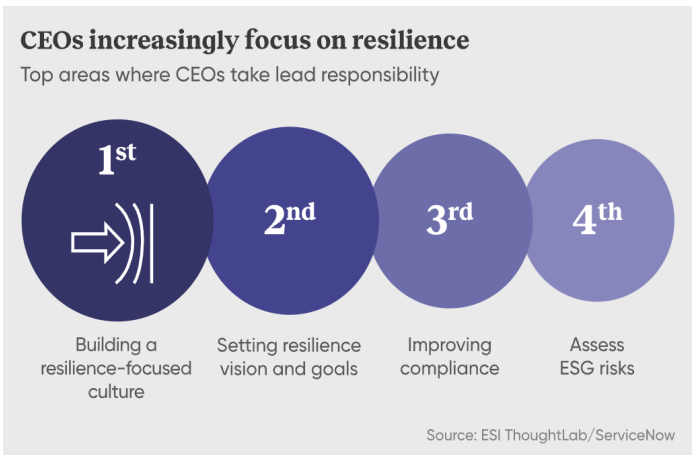 CEOs increasingly focus on resilience
Top areas where CEOs take lead responsibility
1st
2nd
3rd
4th
Building a
resilience-focused
culture
Setting resilience
vision and goals
Improving
compliance
Assess
ESG risks
Source: ESI ThoughtLab/ServiceNow